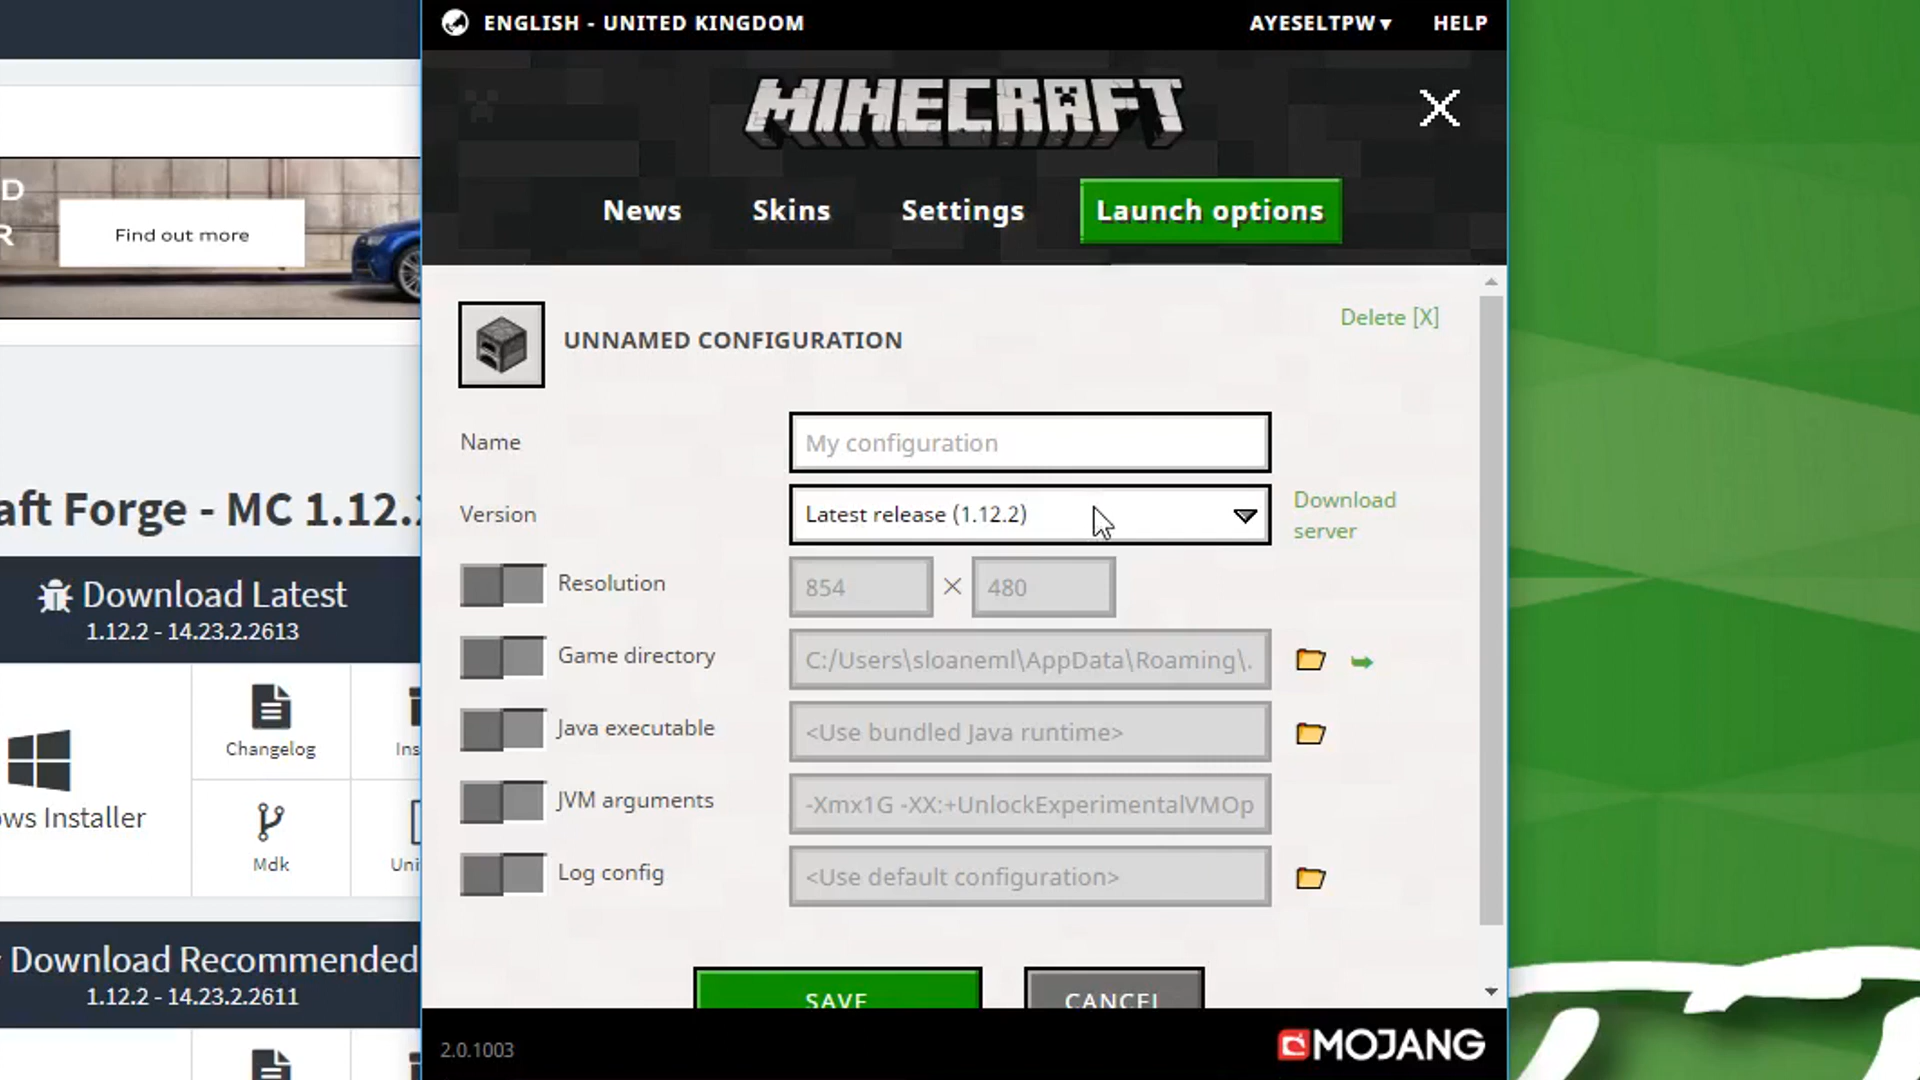 ENGLISH - UNITED KINGDOM
AYESELTPW▼
HELP
MINECRAFT
News
Skins
Settings
Launch options
D
R
Find out more
UNNAMED CONFIGURATION
Delete [X]
Name
My configuration
Version
Latest release (1.12.2)
Download
server
Resolution
854 × 480
Game directory
C:/Users\sloaneml\AppData\Roaming\.
Java executable
<Use bundled Java runtime>
JVM arguments
-Xmx1G -XX:+UnlockExperimentalVMOp
Log config
<Use default configuration>
SAVE
CANCEL
2.0.1003
MOJANG
aft Forge - MC 1.12.
Download Latest
1.12.2 - 14.23.2.2613
Changelog
Ins
ws Installer
Mdk
Uni
Download Recommended
1.12.2 - 14.23.2.2611